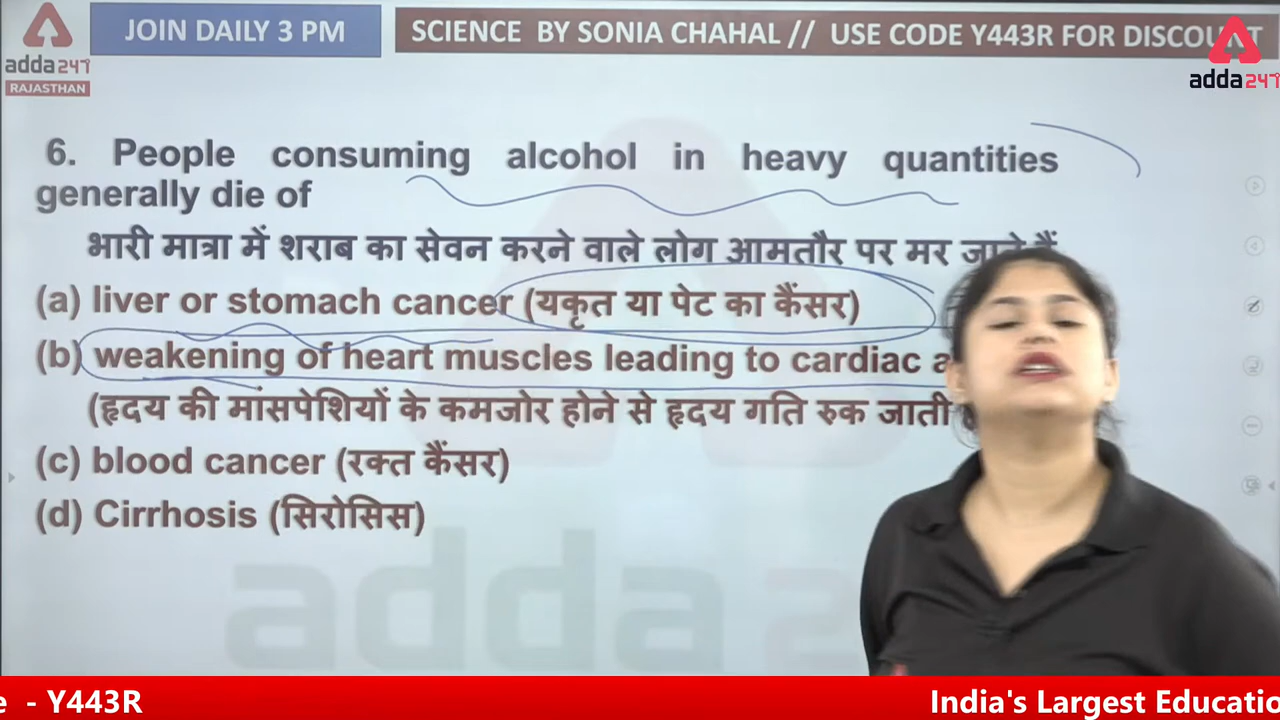 JOIN DAILY 3 PM
SCIENCE BY SONIA CHAHAL // USE CODE Y443R FOR DISCOUNT
adda247
RAJASTHAN
adda247
6. People consuming alcohol in heavy quantities
generally die of
भारी मात्रा में शराब का सेवन करने वाले लोग आमतौर पर मर
(a) liver or stomach cancer (यकृत या पेट का कैंसर)
(b) weakening of heart muscles leading to cardiac
(हृदय की मांसपेशियों के कमजोर होने से हृदय गति रुक जाती
(c) blood cancer (रक्त कैंसर)
(d) Cirrhosis (सिरोसिस)
adda
- Y443R
India's Largest